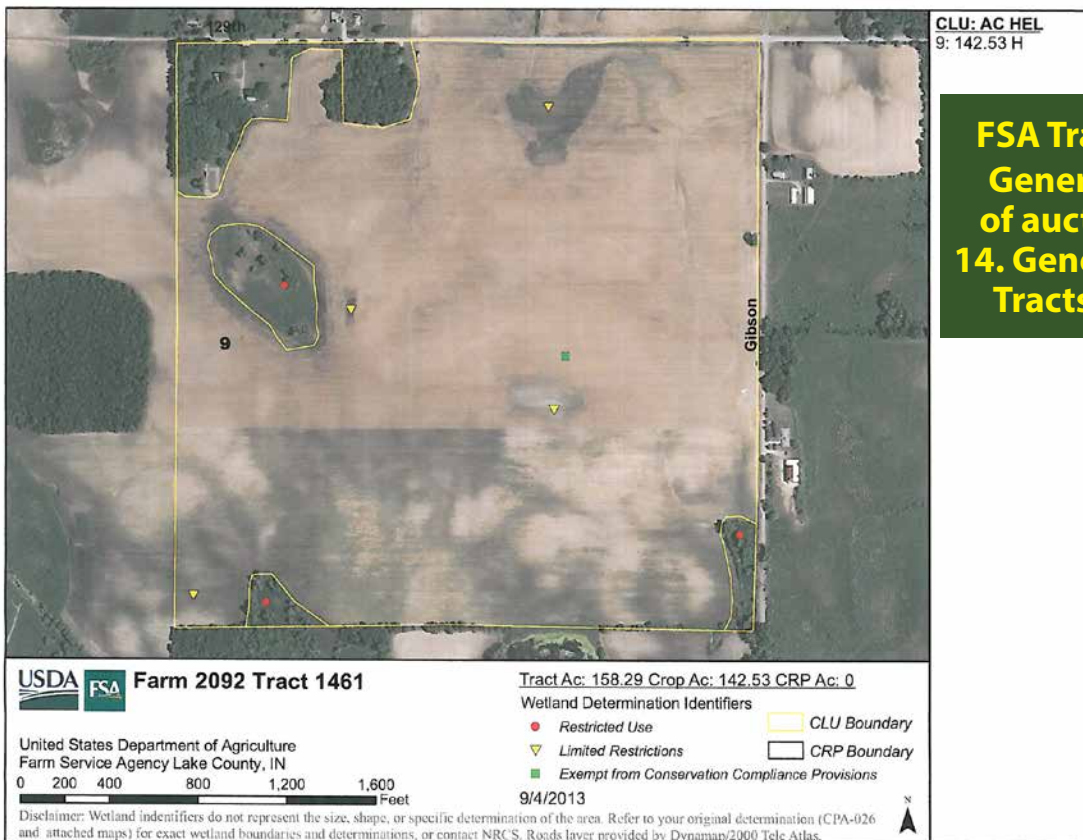 129th
CLU: AC HEL
9: 142.53 H
FSA Tra
Gener
of auc
14. Gene
Tracts
9
Gibson
USDA FSA Farm 2092 Tract 1461
United States Department of Agriculture
Farm Service Agency Lake County, IN
0 200 400 800 1,200 1,600
Feet
Tract Ac: 158.29 Crop Ac: 142.53 CRP Ac: 0
Wetland Determination Identifiers
Restricted Use
CLU Boundary
Limited Restrictions
CRP Boundary
Exempt from Conservation Compliance Provisions
9/4/2013
N
Disclaimer: Wetland indentifiers do not represent the size, shape, or specific determination of the area. Refer to your original determination (CPA-026
and attached maps) for exact wetland boundaries and determinations, or contact NRCS. Roads layer provided by Dynamap/2000 Tele Atlas.